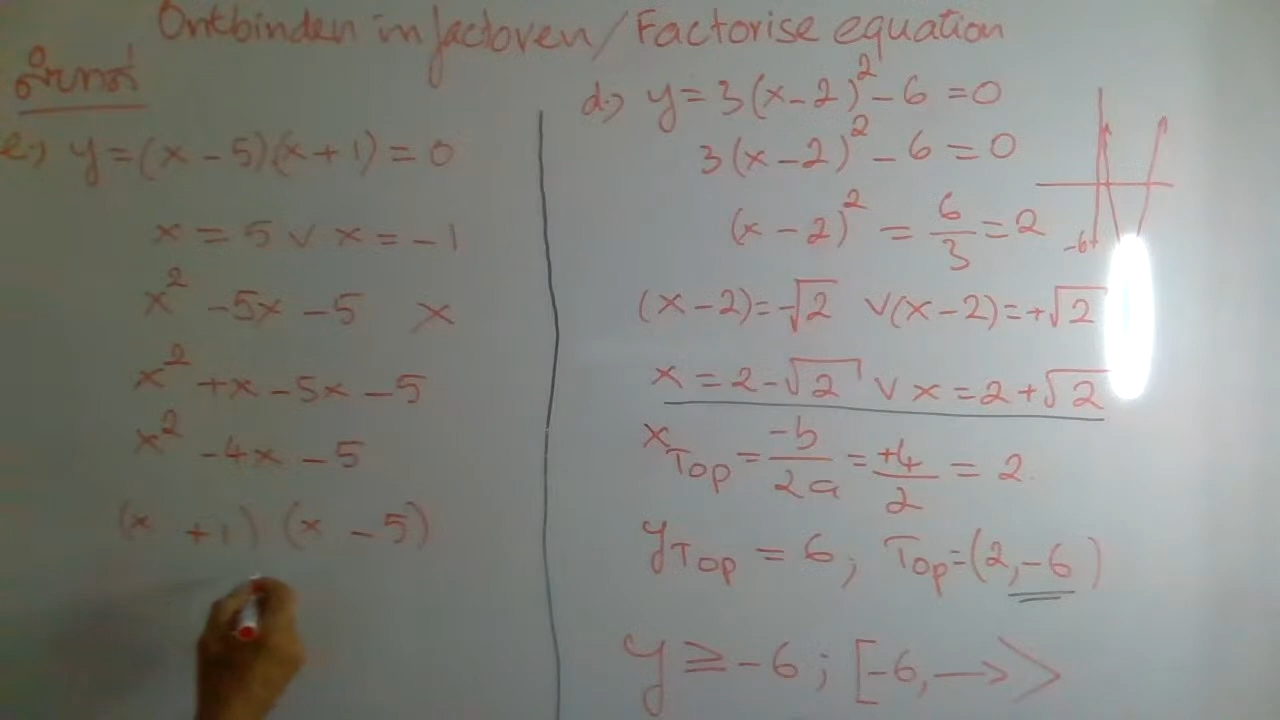 Ontbinden in factoren / Factorise equation
e.) y = (x - 5)(x + 1) = 0
x = 5 ∨ x = -1
x² - 5x - 5 x
x² + x - 5x - 5
x² - 4x - 5
(x + 1) (x - 5)
d.) y = 3(x - 2)² - 6 = 0
3(x - 2)² - 6 = 0
(x - 2)² = 6/3 = 2
(x - 2) = -√2 ∨ (x - 2) = +√2
x = 2 - √2 ∨ x = 2 + √2
x Top = -b/2a = +4/2 = 2
y Top = 6; Top = (2, -6)
y ≥ -6; [-6, →>
-6